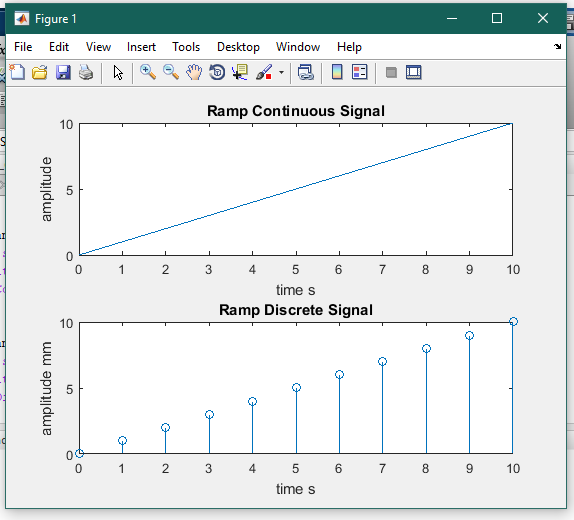 Figure 1
File Edit View Insert Tools Desktop Window Help
Ramp Continuous Signal
10
5
0
amplitude
0 1 2 3 4 5 6 7 8 9 10
time s
Ramp Discrete Signal
10
5
0
amplitude mm
0 1 2 3 4 5 6 7 8 9 10
time s